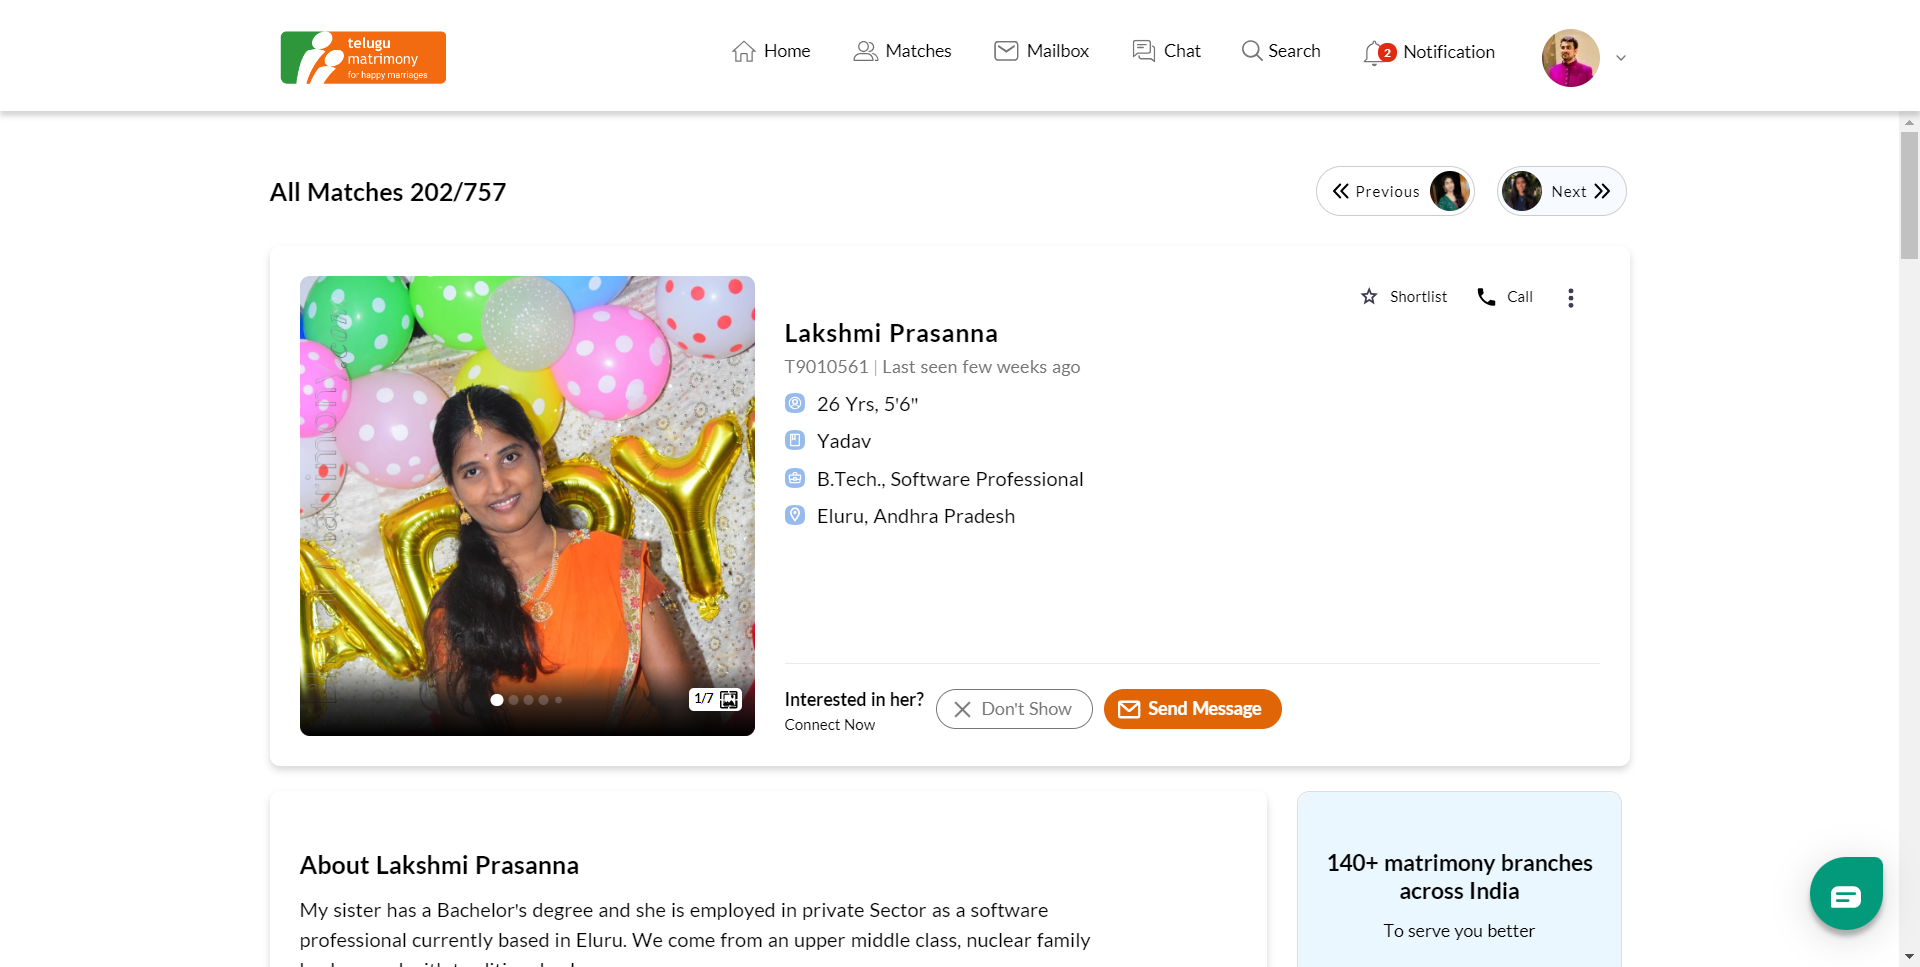 telugu
matrimony
for happy marriages
Home
Matches
Mailbox
Chat
Search
2
Notification
All Matches 202/757
Previous
Next
Shortlist
Call
Lakshmi Prasanna
T9010561 | Last seen few weeks ago
26 Yrs, 5'6"
Yadav
B.Tech., Software Professional
Eluru, Andhra Pradesh
1/7
Interested in her?
Connect Now
Don't Show
Send Message
About Lakshmi Prasanna
My sister has a Bachelor's degree and she is employed in private Sector as a software
professional currently based in Eluru. We come from an upper middle class, nuclear family
140+ matrimony branches
across India
To serve you better